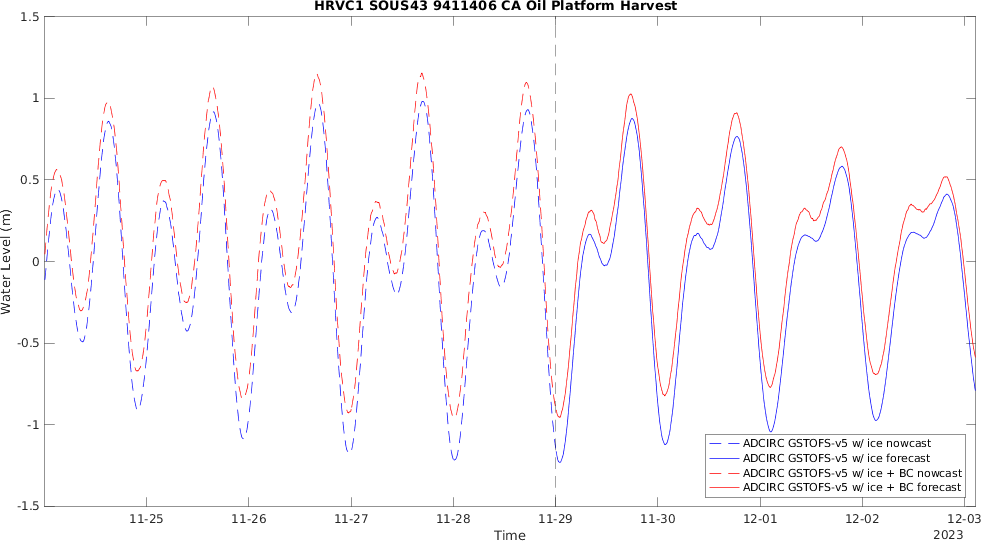 HRVC1 SOUS43 9411406 CA Oil Platform Harvest
1.5
1
0.5
0
-0.5
-1
-1.5
Water Level (m)
ADCIRC GSTOFS-v5 w/ ice nowcast
ADCIRC GSTOFS-v5 w/ ice forecast
ADCIRC GSTOFS-v5 w/ ice + BC nowcast
ADCIRC GSTOFS-v5 w/ ice + BC forecast
11-25 11-26 11-27 11-28 11-29 11-30 12-01 12-02 12-03
Time 2023